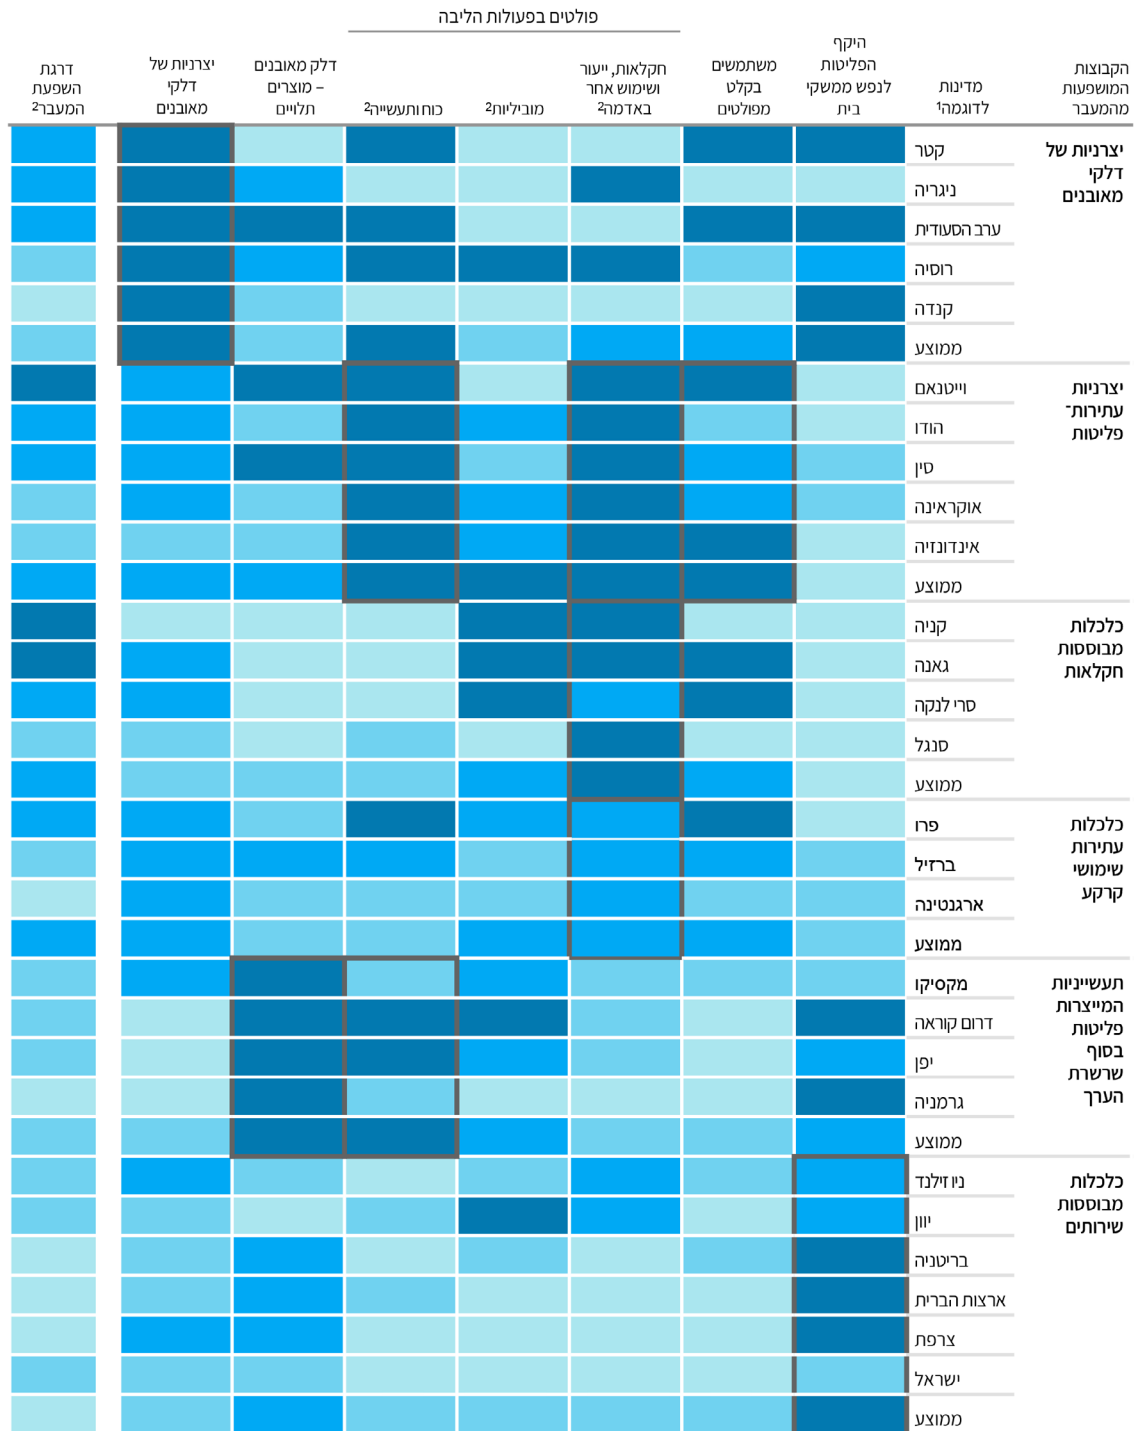 פולטים בפעולות הליבה
הקבוצות
המושפעות
מהמעבר
מדינות
לדוגמה¹
היקף
הפליטות
לנפש ממשקי
בית
משתמשים
בקלט
מפולטים
חקלאות, ייעור
ושימוש אחר
באדמה²
מוביליות²
כוח ותעשייה²
דלק מאובנים
– מוצרים
תלויים
יצרניות של
דלקי
מאובנים
דרגת
השפעת
המעבר²
יצרניות של
דלקי
מאובנים
קטר
ניגריה
ערב הסעודית
רוסיה
קנדה
ממוצע
יצרניות
עתירות־
פליטות
וייטנאם
הודו
סין
אוקראינה
אינדונזיה
ממוצע
כלכלות
מבוססות
חקלאות
קניה
גאנה
סרי לנקה
סנגל
ממוצע
כלכלות
עתירות
שימושי
קרקע
פרו
ברזיל
ארגנטינה
ממוצע
תעשייניות
המייצרות
פליטות
בסוף
שרשרת
הערך
מקסיקו
דרום קוראה
יפן
גרמניה
ממוצע
כלכלות
מבוססות
שירותים
ניו זילנד
יוון
בריטניה
ארצות הברית
צרפת
ישראל
ממוצע